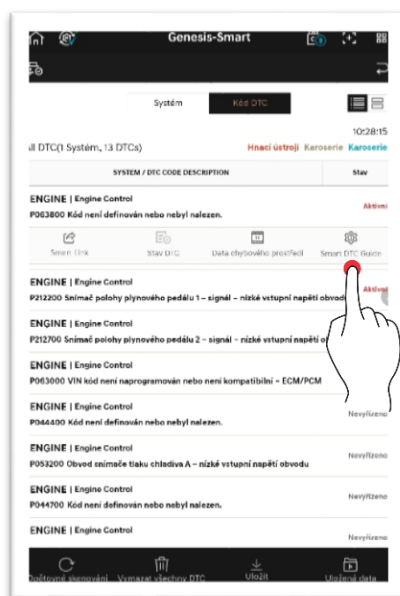 Genesis-Smart
Systém
Kód DTC
10:28:15
All DTC(1 Systém, 13 DTCs)
Hnací ústrojí Karoserie Karoserie
SYSTEM / DTC CODE DESCRIPTION
Stav
ENGINE | Engine Control
P063800 Kód není definován nebo nebyl nalezen.
Aktivní
Smart Link
Stav DTC
Data chybového prostředí
Smart DTC Guide
ENGINE | Engine Control
P212200 Snímač polohy plynového pedálu 1 – signál – nízké vstupní napětí obvodu
Aktivní
ENGINE | Engine Control
P212700 Snímač polohy plynového pedálu 2 – signál – nízké vstupní napětí
ENGINE | Engine Control
P063000 VIN kód není naprogramován nebo není kompatibilní – ECM/PCM
ENGINE | Engine Control
P044400 Kód není definován nebo nebyl nalezen.
Nevyřízeno
ENGINE | Engine Control
P053200 Obvod snímače tlaku chladiva A – nízké vstupní napětí obvodu
Nevyřízeno
ENGINE | Engine Control
P044700 Kód není definován nebo nebyl nalezen.
Nevyřízeno
ENGINE | Engine Control
Nevyřízeno
Opětovné skenování
Vymazat všechny DTC
Uložit
Uložená data